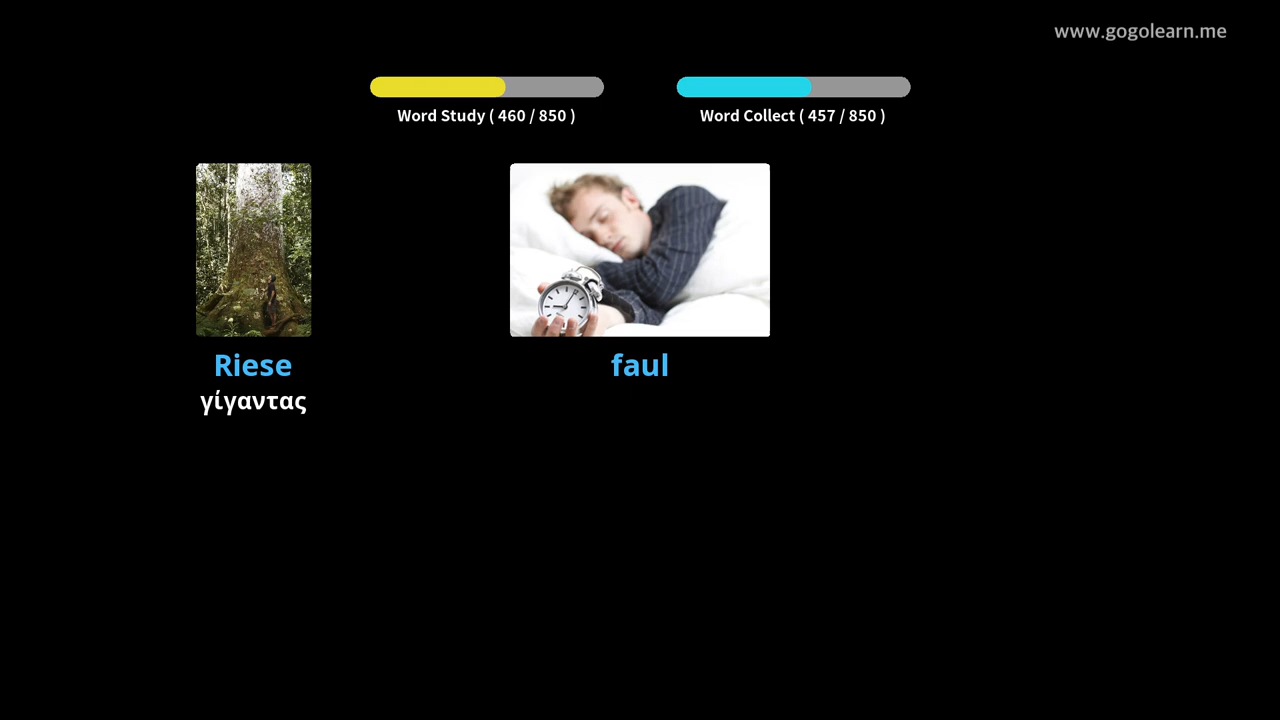 www.gogolearn.me
Word Study ( 460 / 850 )
Word Collect ( 457 / 850 )
Riese
γίγαντας
faul